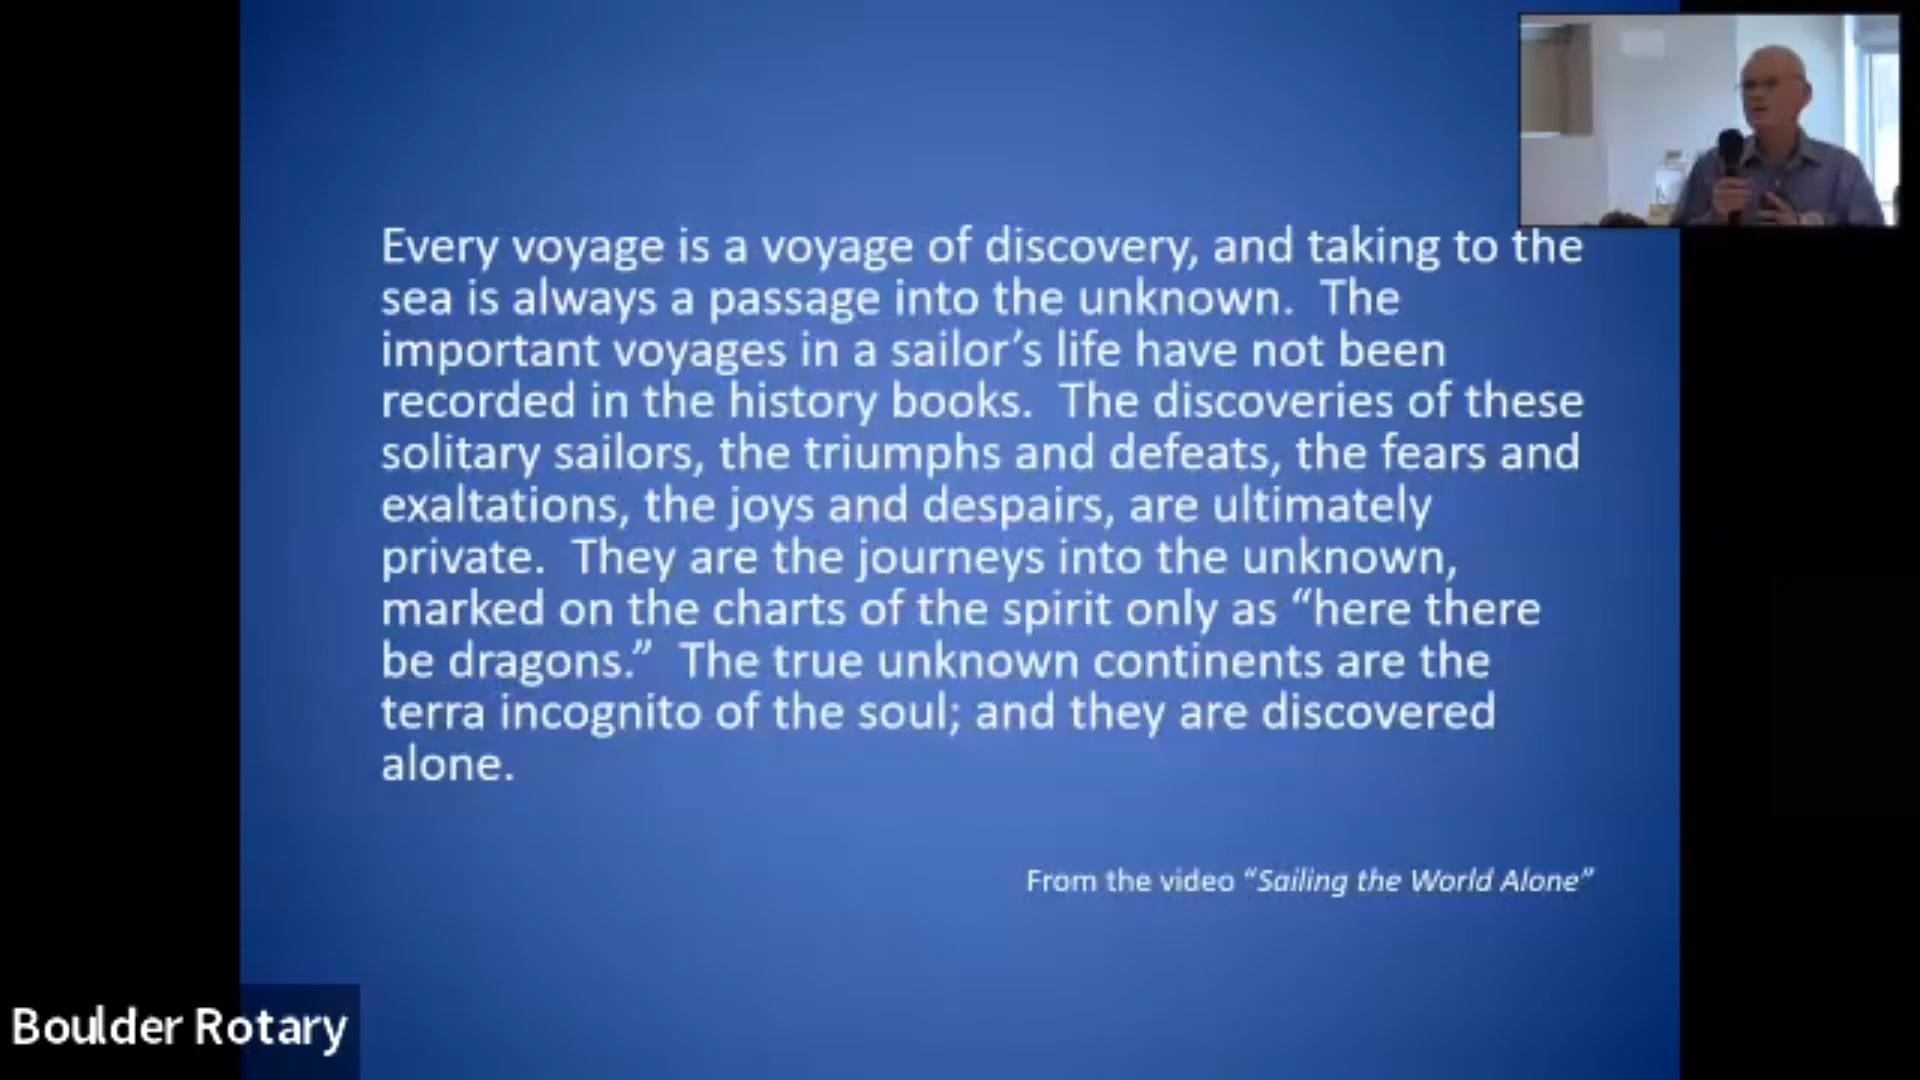 Every voyage is a voyage of discovery, and taking to the
sea is always a passage into the unknown.  The
important voyages in a sailor’s life have not been
recorded in the history books.  The discoveries of these
solitary sailors, the triumphs and defeats, the fears and
exaltations, the joys and despairs, are ultimately
private.  They are the journeys into the unknown,
marked on the charts of the spirit only as “here there
be dragons.”  The true unknown continents are the
terra incognito of the soul; and they are discovered
alone.
From the video “Sailing the World Alone”
Boulder Rotary